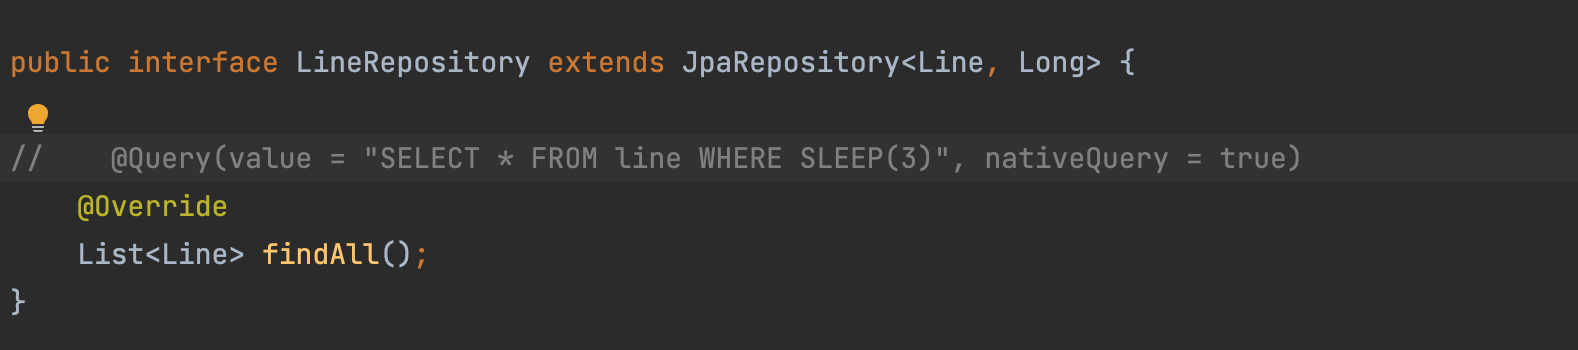 public interface LineRepository extends JpaRepository<Line, Long> {
//    @Query(value = "SELECT * FROM line WHERE SLEEP(3)", nativeQuery = true)
    @Override
    List<Line> findAll();
}